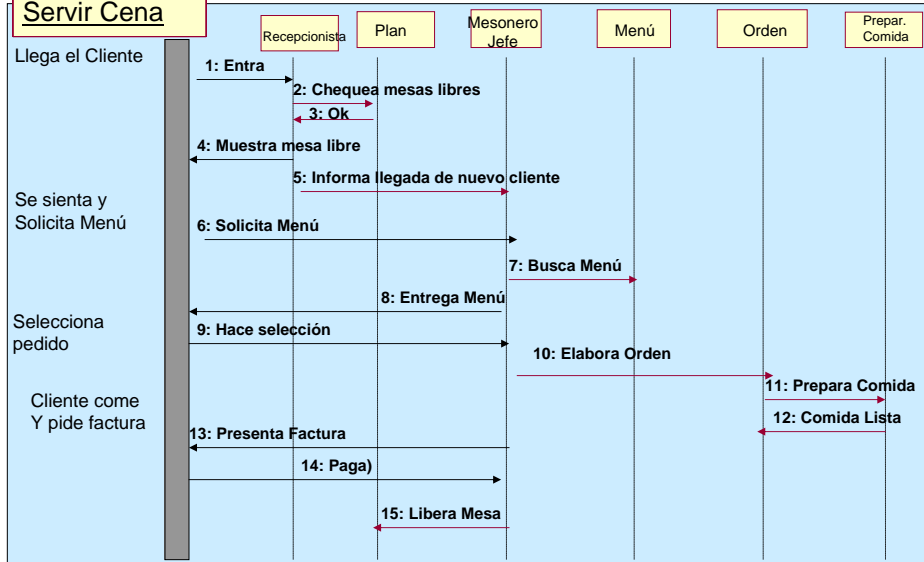 Servir Cena
Recepcionista
Plan
Mesonero
Jefe
Menú
Orden
Prepar.
Comida
Llega el Cliente
1: Entra
2: Chequea mesas libres
3: Ok
4: Muestra mesa libre
5: Informa llegada de nuevo cliente
Se sienta y
Solicita Menú
6: Solicita Menú
7: Busca Menú
8: Entrega Menú
Selecciona
pedido
9: Hace selección
10: Elabora Orden
11: Prepara Comida
Cliente come
Y pide factura
12: Comida Lista
13: Presenta Factura
14: Paga)
15: Libera Mesa